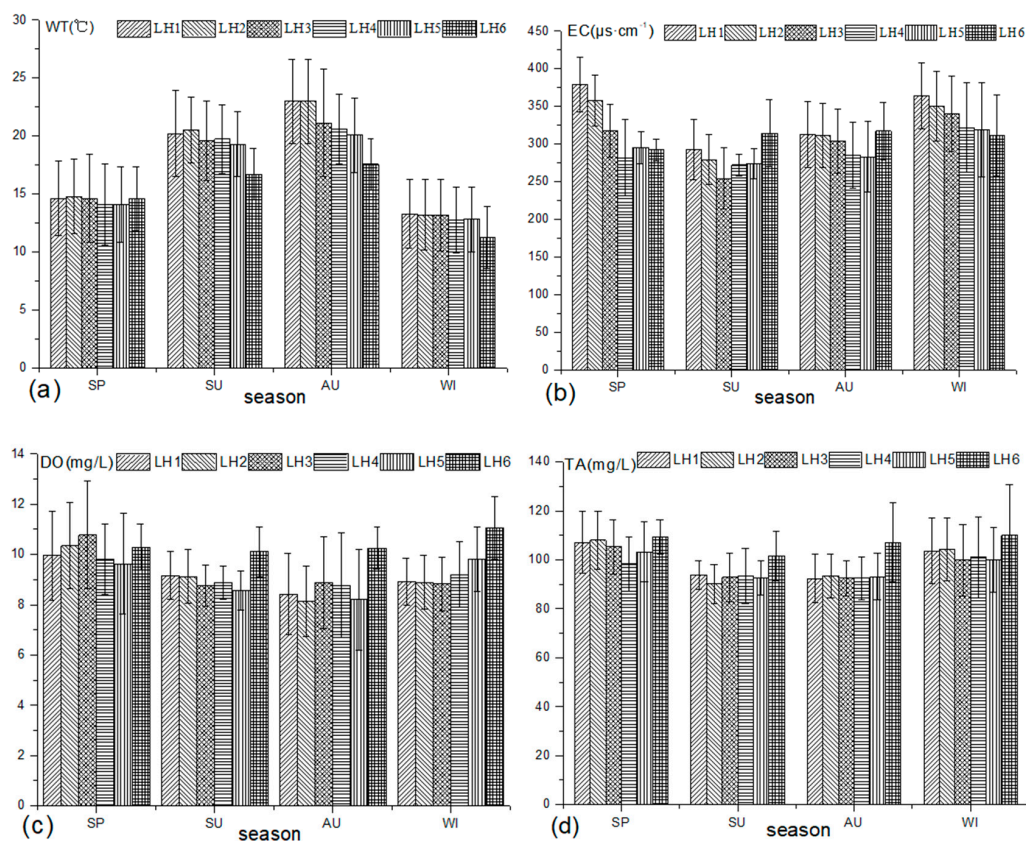 WT(℃) LH1 LH2 LH3 LH4 LH5 LH6
30
25
20
15
10
5
0
SP SU AU WI
(a) season
EC(μs·cm⁻¹) LH1 LH2 LH3 LH4 LH5 LH6
450
400
350
300
250
200
150
100
50
0
SP SU AU WI
(b) season
DO(mg/L) LH1 LH2 LH3 LH4 LH5 LH6
14
12
10
8
6
4
2
0
SP SU AU WI
(c) season
TA(mg/L) LH1 LH2 LH3 LH4 LH5 LH6
140
120
100
80
60
40
20
0
SP SU AU WI
(d) season